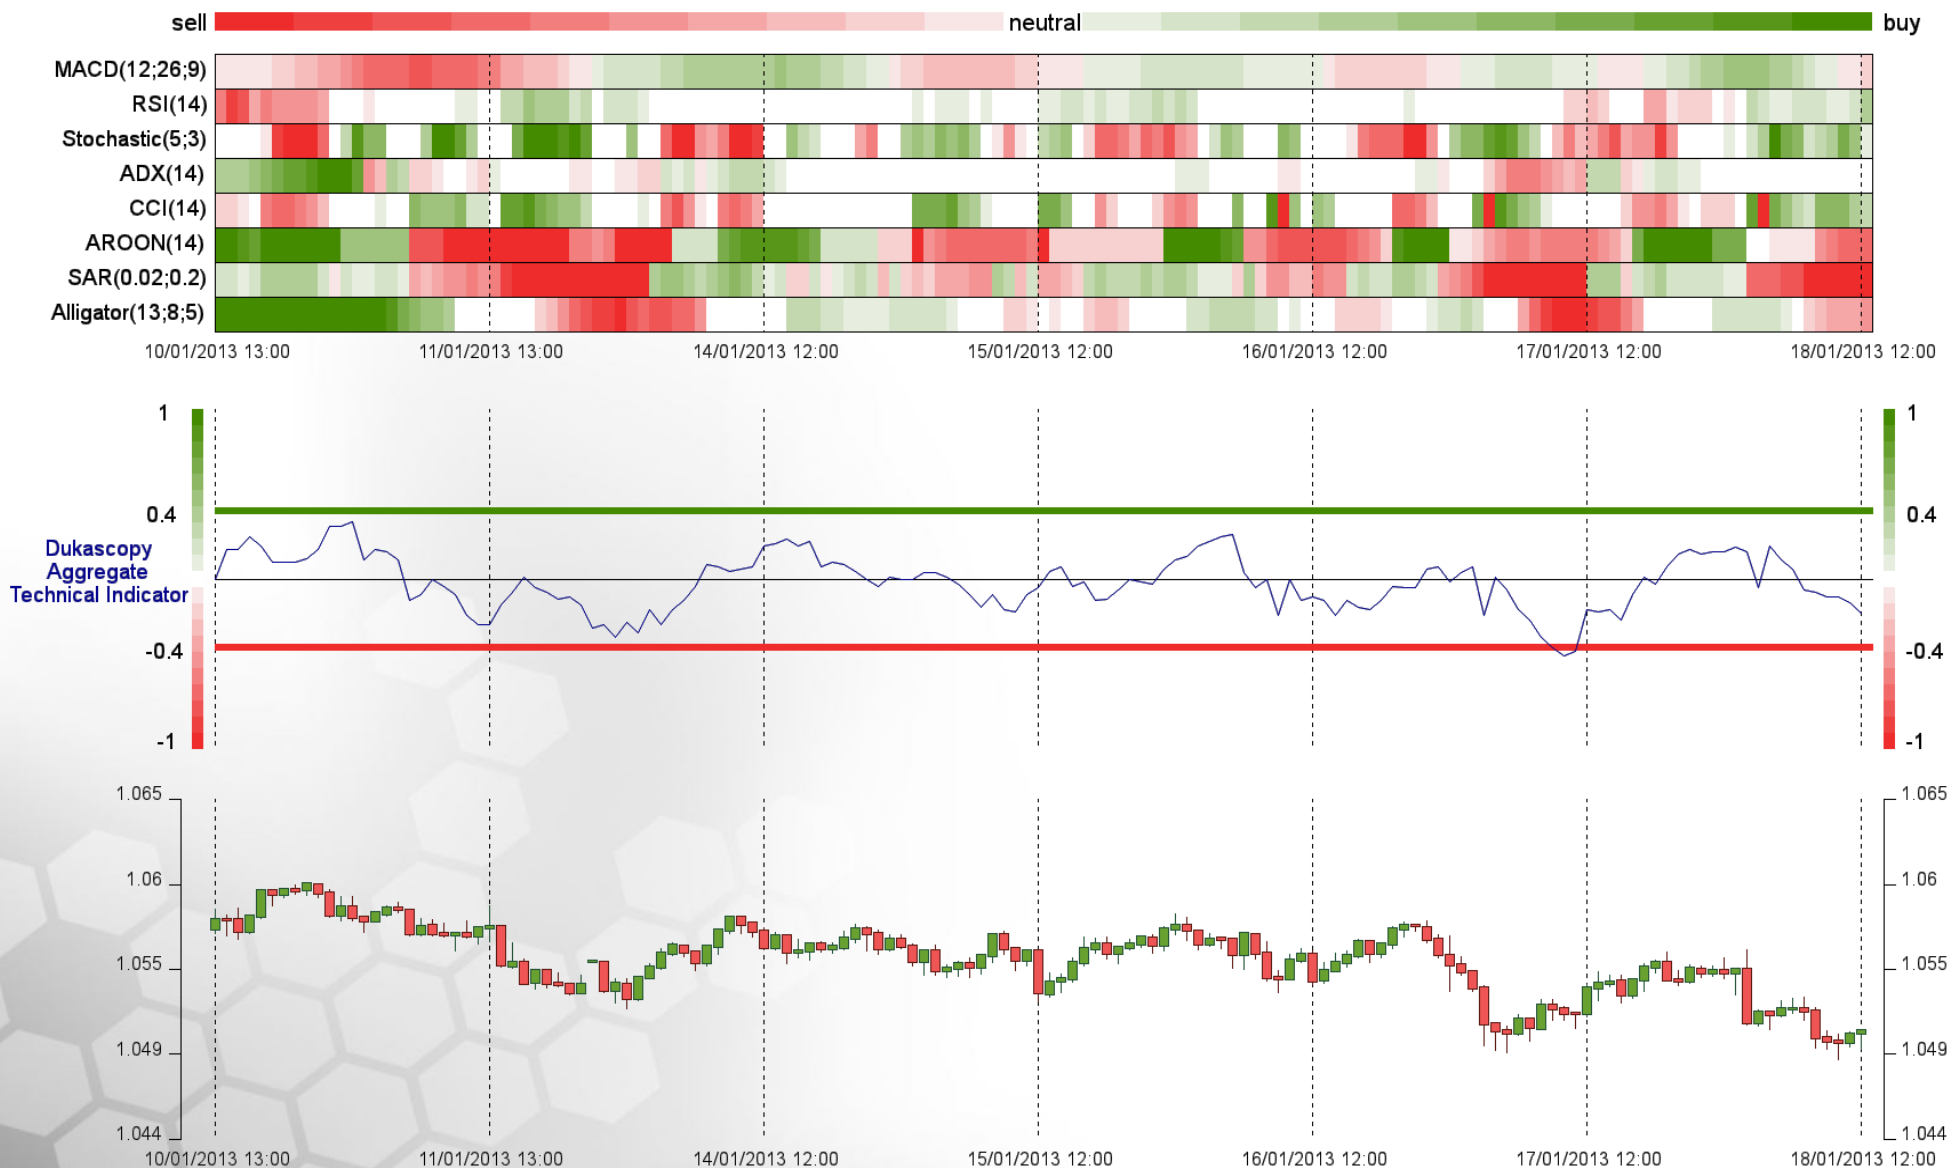 sell neutral buy
MACD(12;26;9)
RSI(14)
Stochastic(5;3)
ADX(14)
CCI(14)
AROON(14)
SAR(0.02;0.2)
Alligator(13;8;5)
10/01/2013 13:00 11/01/2013 13:00 14/01/2013 12:00 15/01/2013 12:00 16/01/2013 12:00 17/01/2013 12:00 18/01/2013 12:00
1 1
0.4 0.4
Dukascopy
Aggregate
Technical Indicator
-0.4 -0.4
-1 -1
1.065 1.065
1.06 1.06
1.055 1.055
1.049 1.049
1.044 1.044
10/01/2013 13:00 11/01/2013 13:00 14/01/2013 12:00 15/01/2013 12:00 16/01/2013 12:00 17/01/2013 12:00 18/01/2013 12:00